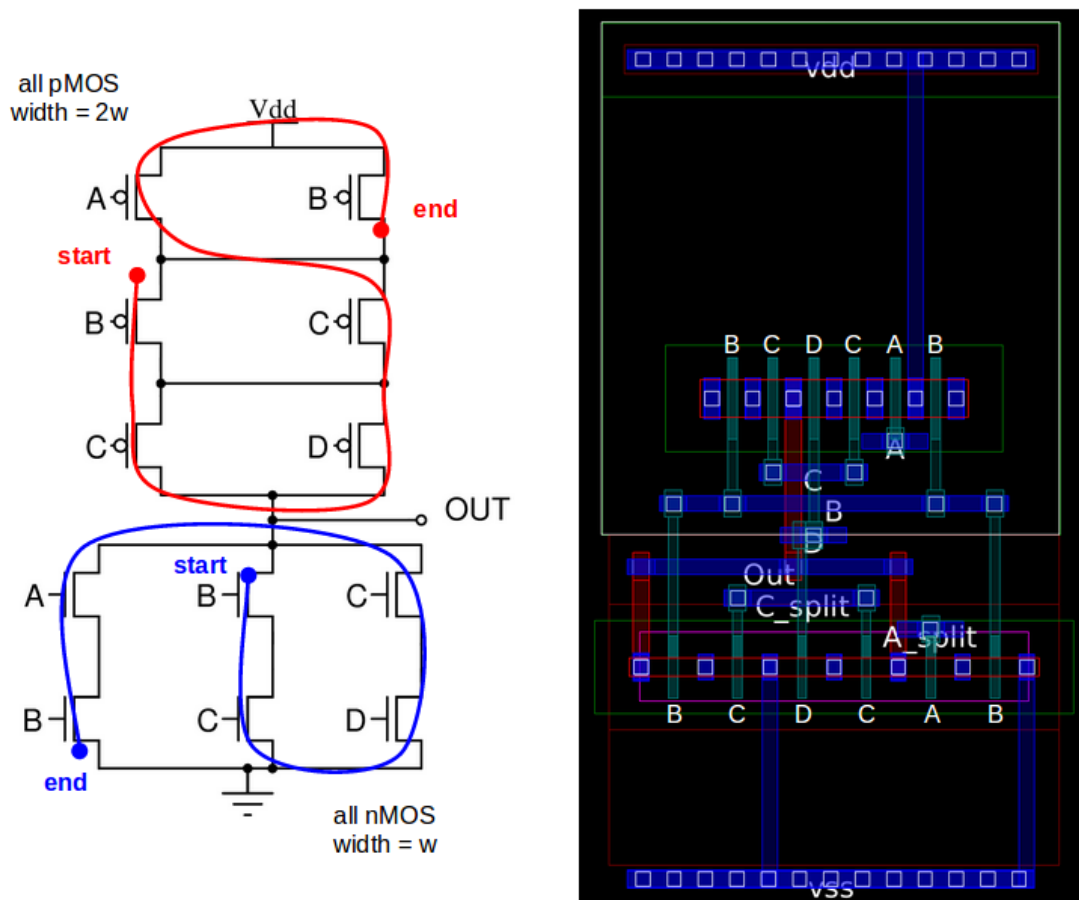 all pMOS
width = 2w
Vdd
A
B
end
start
B
C
C
D
OUT
start
A
B
C
B
C
D
end
all nMOS
width = w
vdd
B C D C A B
A
C
B
D
Out
C_split
A_split
B C D C A B
vss